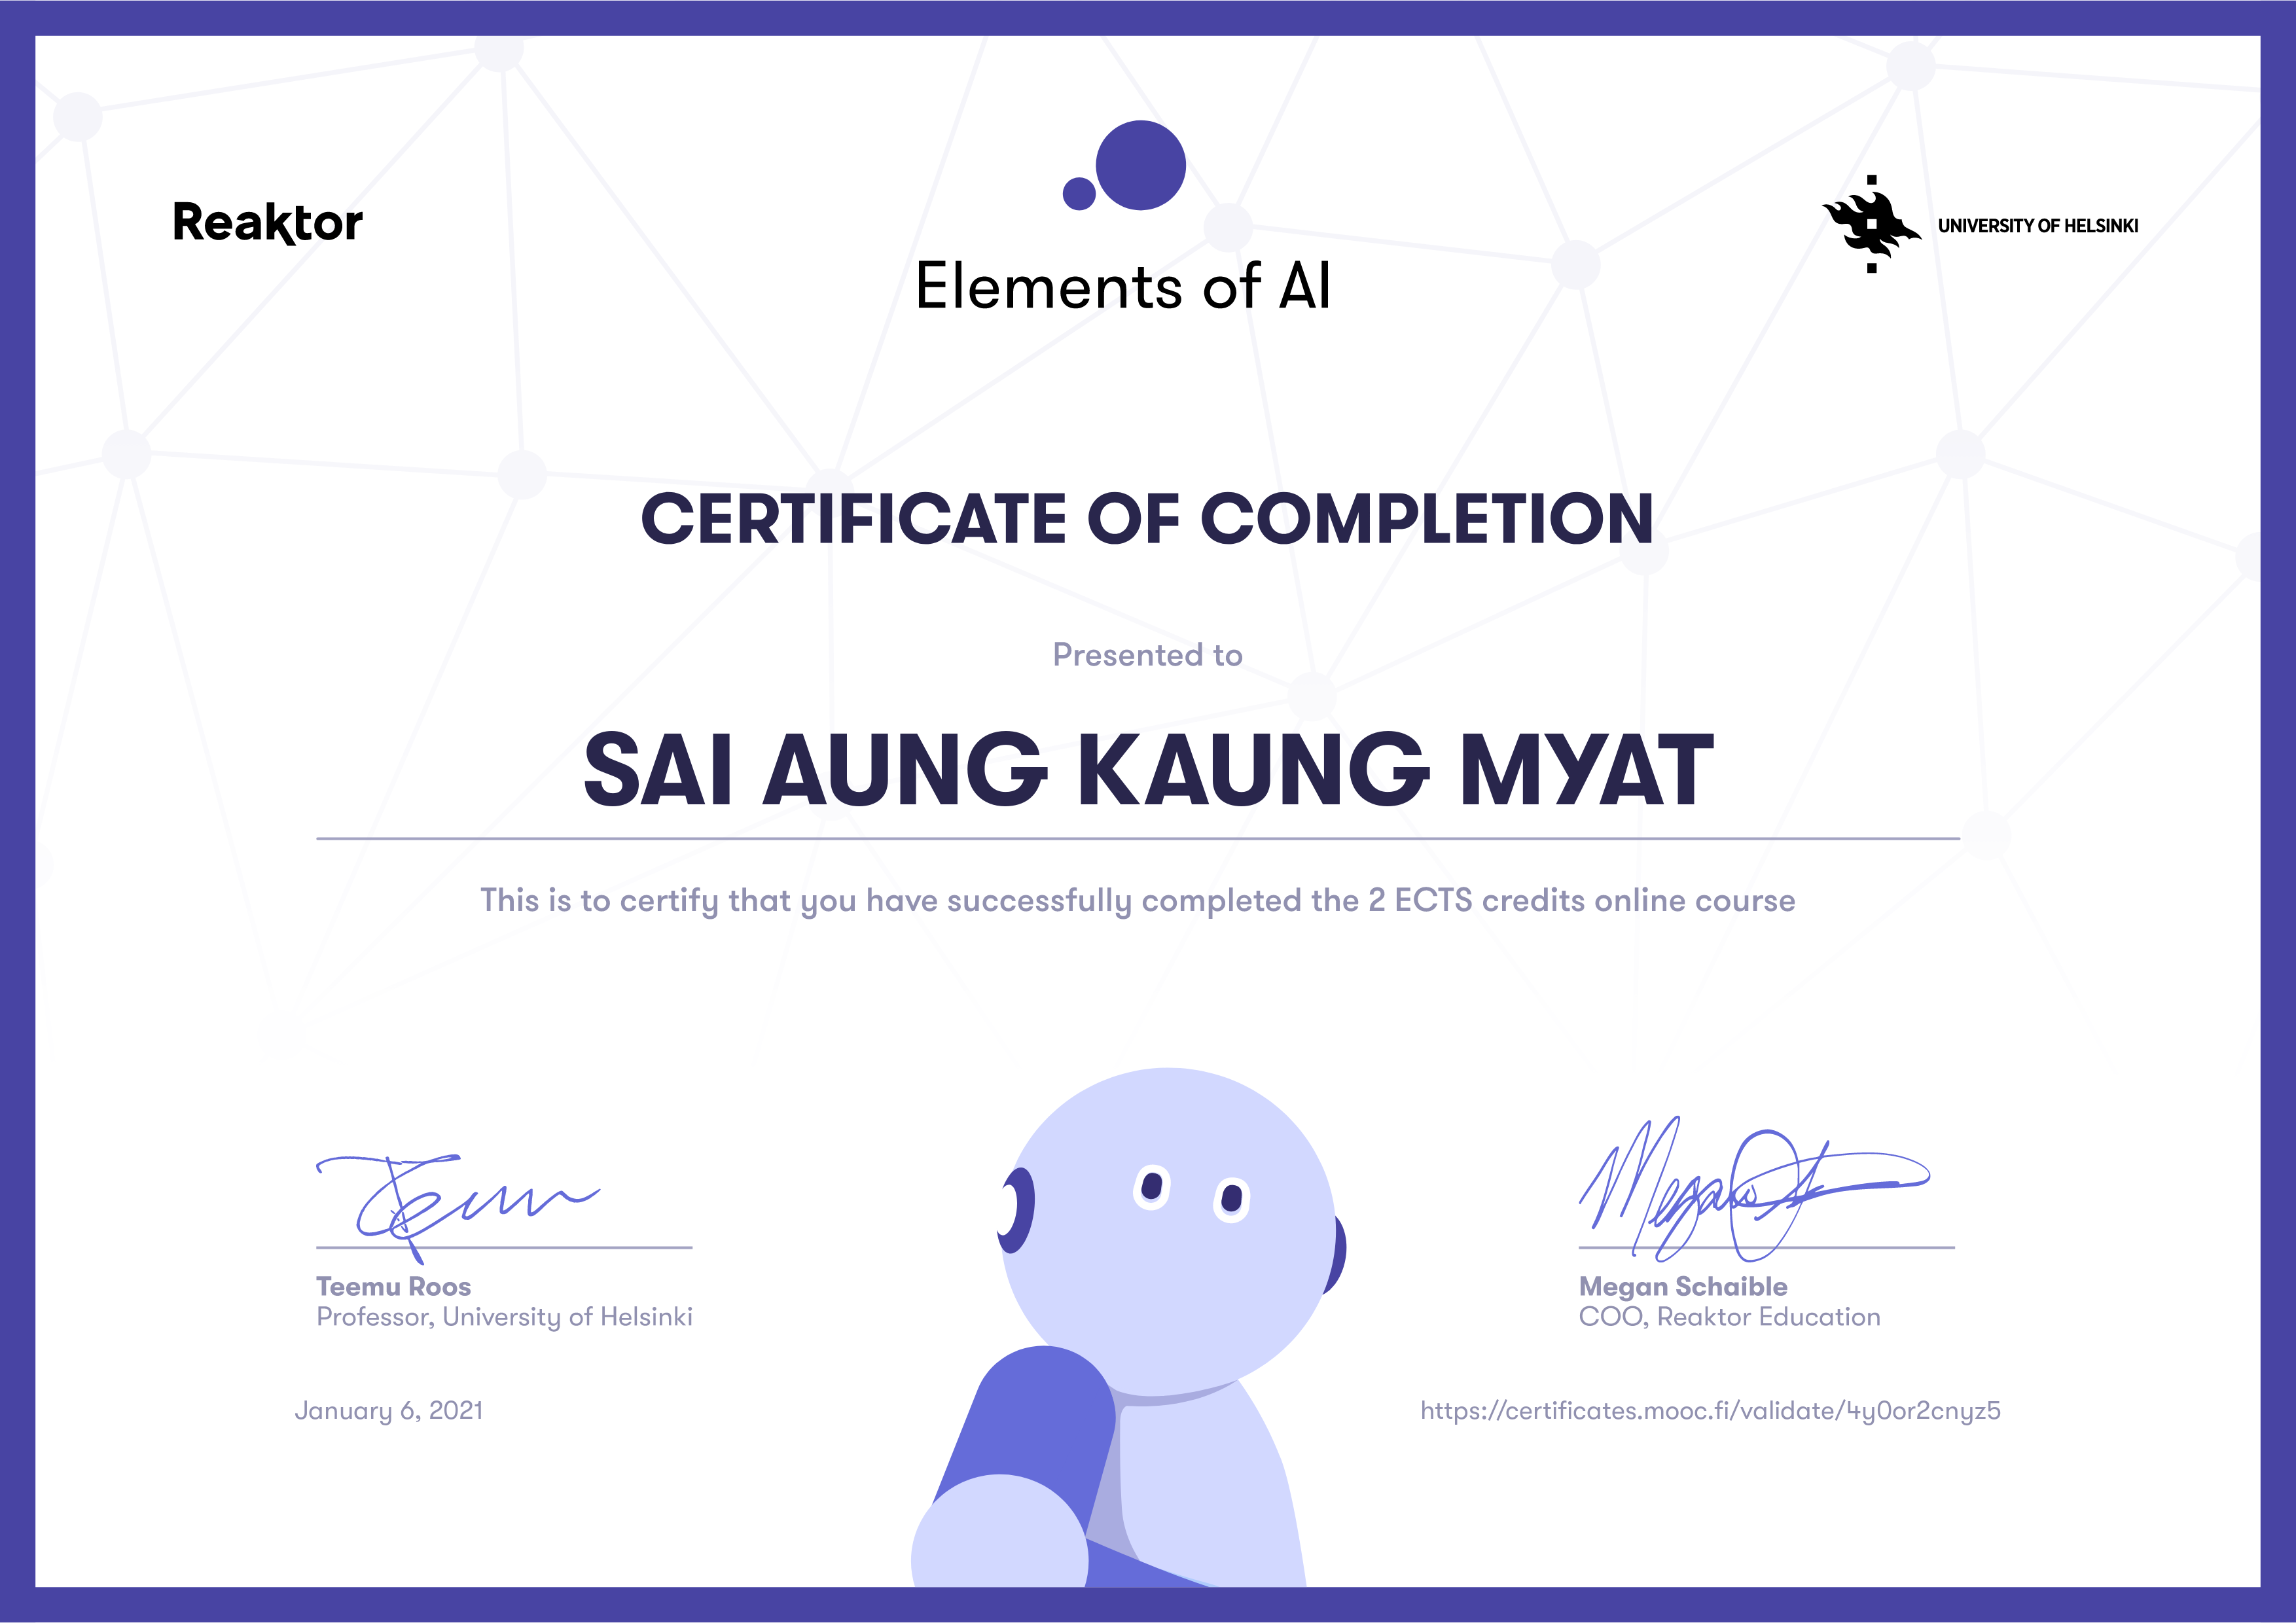 Reaktor
Elements of AI
UNIVERSITY OF HELSINKI
CERTIFICATE OF COMPLETION
Presented to
SAI AUNG KAUNG MYAT
This is to certify that you have successfully completed the 2 ECTS credits online course
Teemu Roos
Professor, University of Helsinki
Megan Schaible
COO, Reaktor Education
January 6, 2021
https://certificates.mooc.fi/validate/4y0or2cnyz5